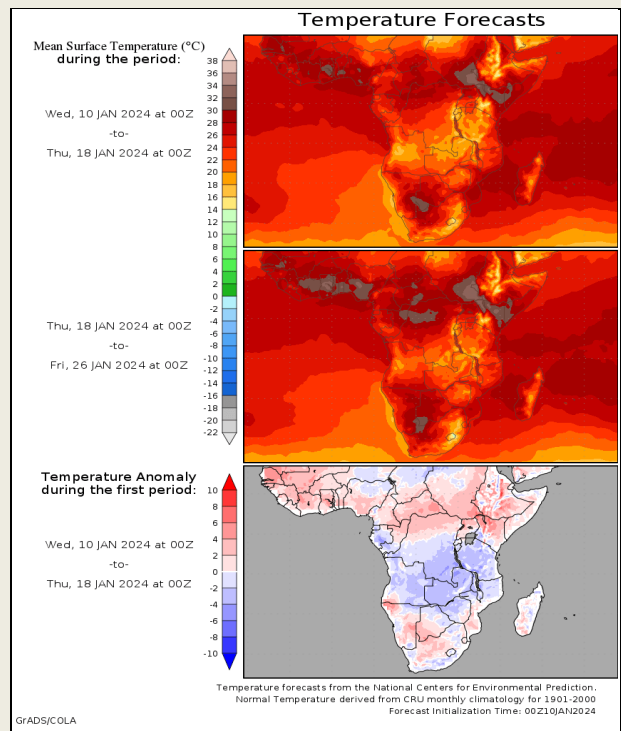 Temperature Forecasts
Mean Surface Temperature (°C)
during the period:
38
36
34
32
30
28
26
24
22
20
18
16
14
12
10
8
6
4
2
0
-2
-4
-6
-8
-10
-12
-14
-16
-18
-20
-22
Wed, 10 JAN 2024 at 00Z
-to-
Thu, 18 JAN 2024 at 00Z
Thu, 18 JAN 2024 at 00Z
-to-
Fri, 26 JAN 2024 at 00Z
Temperature Anomaly
during the first period:
10
8
6
4
2
0
-2
-4
-6
-8
-10
Wed, 10 JAN 2024 at 00Z
-to-
Thu, 18 JAN 2024 at 00Z
Temperature forecasts from the National Centers for Environmental Prediction.
Normal Temperature derived from CRU monthly climatology for 1901-2000
Forecast Initialization Time: 00Z10JAN2024
GrADS/COLA